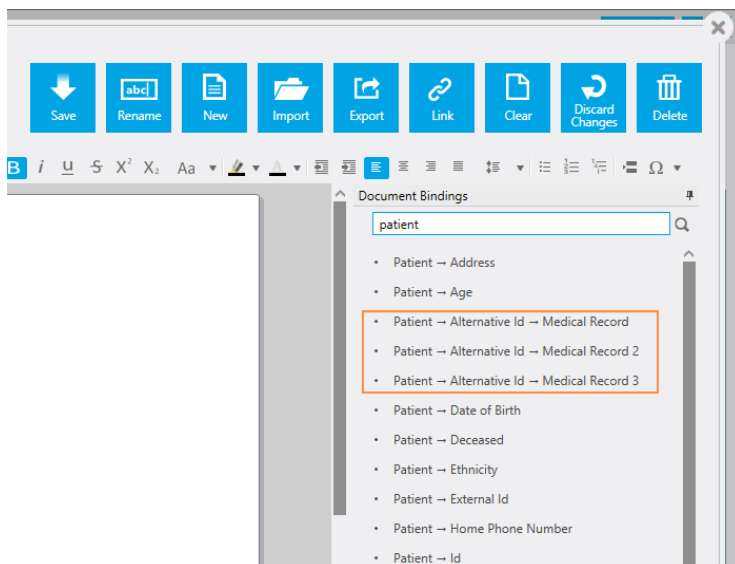 Save
Rename
New
Import
Export
Link
Clear
Discard
Changes
Delete
abc
B i u S X² X₂ Aa A Ω
Document Bindings
patient
• Patient → Address
• Patient → Age
• Patient → Alternative Id → Medical Record
• Patient → Alternative Id → Medical Record 2
• Patient → Alternative Id → Medical Record 3
• Patient → Date of Birth
• Patient → Deceased
• Patient → Ethnicity
• Patient → External Id
• Patient → Home Phone Number
• Patient → Id